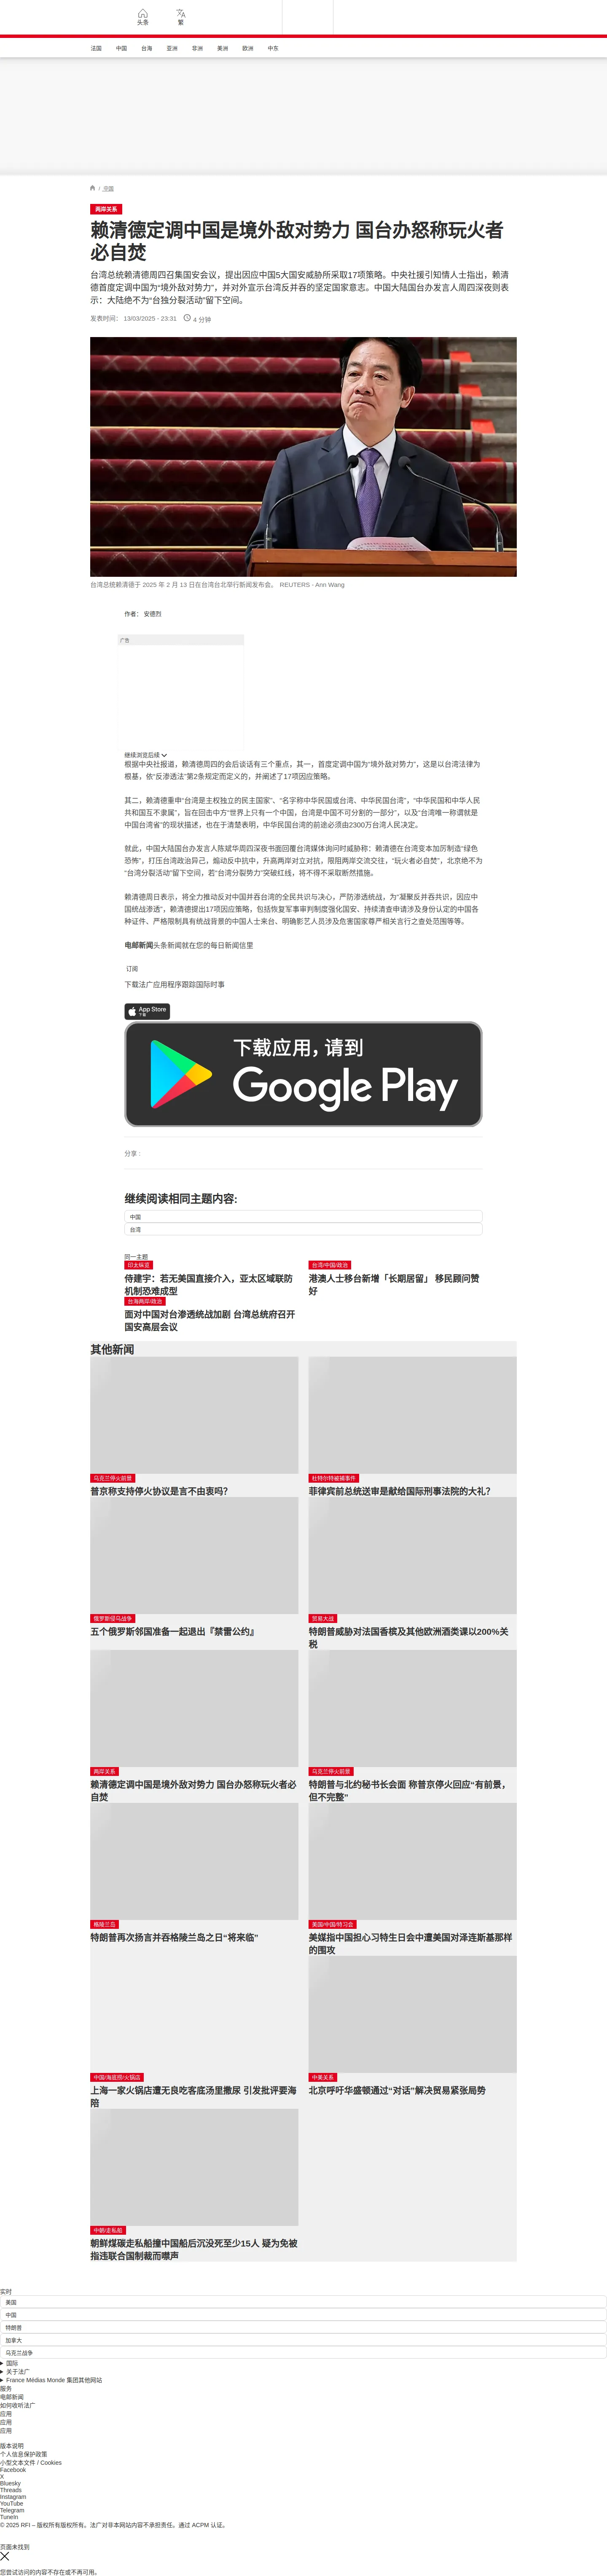 头条
繁
法国
中国
台海
亚洲
非洲
美洲
欧洲
中东
/ 中国
两岸关系
赖清德定调中国是境外敌对势力 国台办怒称玩火者
必自焚
台湾总统赖清德周四召集国安会议，提出因应中国5大国安威胁所采取17项策略。中央社援引知情人士指出，赖清
德首度定调中国为“境外敌对势力”，并对外宣示台湾反并吞的坚定国家意志。中国大陆国台办发言人周四深夜则表
示：大陆绝不为“台独分裂活动”留下空间。
发表时间： 13/03/2025 - 23:31 4 分钟
台湾总统赖清德于 2025 年 2 月 13 日在台湾台北举行新闻发布会。 REUTERS - Ann Wang
作者： 安德烈
广告
继续浏览后续
根据中央社报道，赖清德周四的会后谈话有三个重点，其一，首度定调中国为“境外敌对势力”，这是以台湾法律为
根基，依“反渗透法”第2条规定而定义的，并阐述了17项因应策略。
其二，赖清德重申“台湾是主权独立的民主国家”、“名字称中华民国或台湾、中华民国台湾”，“中华民国和中华人民
共和国互不隶属”，旨在回击中方“世界上只有一个中国，台湾是中国不可分割的一部分”，以及“台湾唯一称谓就是
中国台湾省”的现状描述，也在于清楚表明，中华民国台湾的前途必须由2300万台湾人民决定。
就此，中国大陆国台办发言人陈斌华周四深夜书面回覆台湾媒体询问时威胁称：赖清德在台湾变本加厉制造“绿色
恐怖”，打压台湾政治异己，煽动反中抗中，升高两岸对立对抗，限阻两岸交流交往，“玩火者必自焚”，北京绝不为
“台湾分裂活动”留下空间，若“台湾分裂势力”突破红线，将不得不采取断然措施。
赖清德周日表示，将全力推动反对中国并吞台湾的全民共识与决心，严防渗透统战，为“凝聚反并吞共识，因应中
国统战渗透”，赖清德提出17项因应策略，包括恢复军事审判制度强化国安、持续清查申请涉及身份认定的中国各
种证件、严格限制具有统战背景的中国人士来台、明确影艺人员涉及危害国家尊严相关言行之查处范围等等。
电邮新闻头条新闻就在您的每日新闻信里
订阅
下载法广应用程序跟踪国际时事
App Store
下载
下载应用，请到
Google Play
分享 :
继续阅读相同主题内容:
中国
台湾
同一主题
印太纵览
侍建宇：若无美国直接介入，亚太区域联防
机制恐难成型
台湾/中国/政治
港澳人士移台新增「长期居留」 移民顾问赞
好
台海两岸/政治
面对中国对台渗透统战加剧 台湾总统府召开
国安高层会议
其他新闻
乌克兰停火前景
普京称支持停火协议是言不由衷吗？
杜特尔特被捕事件
菲律宾前总统送审是献给国际刑事法院的大礼？
俄罗斯侵乌战争
五个俄罗斯邻国准备一起退出『禁雷公约』
贸易大战
特朗普威胁对法国香槟及其他欧洲酒类课以200%关
税
两岸关系
赖清德定调中国是境外敌对势力 国台办怒称玩火者必
自焚
乌克兰停火前景
特朗普与北约秘书长会面 称普京停火回应“有前景，
但不完整”
格陵兰岛
特朗普再次扬言并吞格陵兰岛之日“将来临”
美国/中国/特习会
美媒指中国担心习特生日会中遭美国对泽连斯基那样
的围攻
中国/海底捞/火锅店
上海一家火锅店遭无良吃客底汤里撒尿 引发批评要海
陪
中美关系
北京呼吁华盛顿通过“对话”解决贸易紧张局势
中朝/走私船
朝鲜煤碳走私船撞中国船后沉没死至少15人 疑为免被
指违联合国制裁而噤声
实时
美国
中国
特朗普
加拿大
乌克兰战争
国际
关于法广
France Médias Monde 集团其他网站
服务
电邮新闻
如何收听法广
应用
应用
应用
版本说明
个人信息保护政策
小型文本文件 / Cookies
Facebook
X
Bluesky
Threads
Instagram
YouTube
Telegram
TuneIn
© 2025 RFI – 版权所有版权所有。法广对非本网站内容不承担责任。通过 ACPM 认证。
页面未找到
您尝试访问的内容不存在或不再可用。